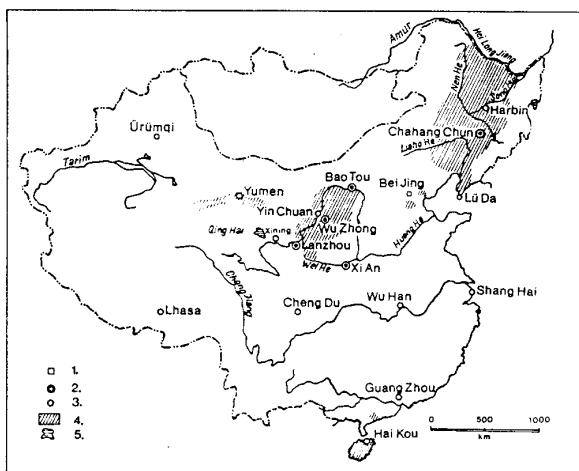 Amur
Hei Long Jiang
Nen He
Harbin
Chahang Chun
Liaho He
Ürümqi
Tarim
Bao Tou
Bei Jing
Lü Da
Yumen
Yin Chuan
Wu Zhong
Qing Hai
Xining
Lanzhou
Huang He
Wei He
Xi An
Chang Jiang
Cheng Du
Wu Han
Shang Hai
Lhasa
Guang Zhou
Hai Kou
1.
2.
3.
4.
5.
0 500 1000
km